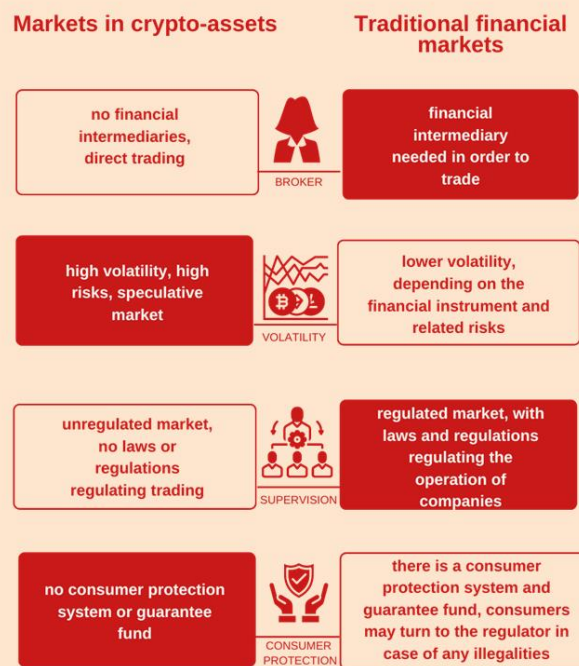 Markets in crypto-assets
Traditional financial
markets
no financial
intermediaries,
direct trading
BROKER
financial
intermediary
needed in order to
trade
high volatility, high
risks, speculative
market
VOLATILITY
lower volatility,
depending on the
financial instrument and
related risks
unregulated market,
no laws or
regulations
regulating trading
SUPERVISION
regulated market, with
laws and regulations
regulating the
operation of
companies
no consumer protection
system or guarantee
fund
CONSUMER
PROTECTION
there is a consumer
protection system and
guarantee fund, consumers
may turn to the regulator in
case of any illegalities